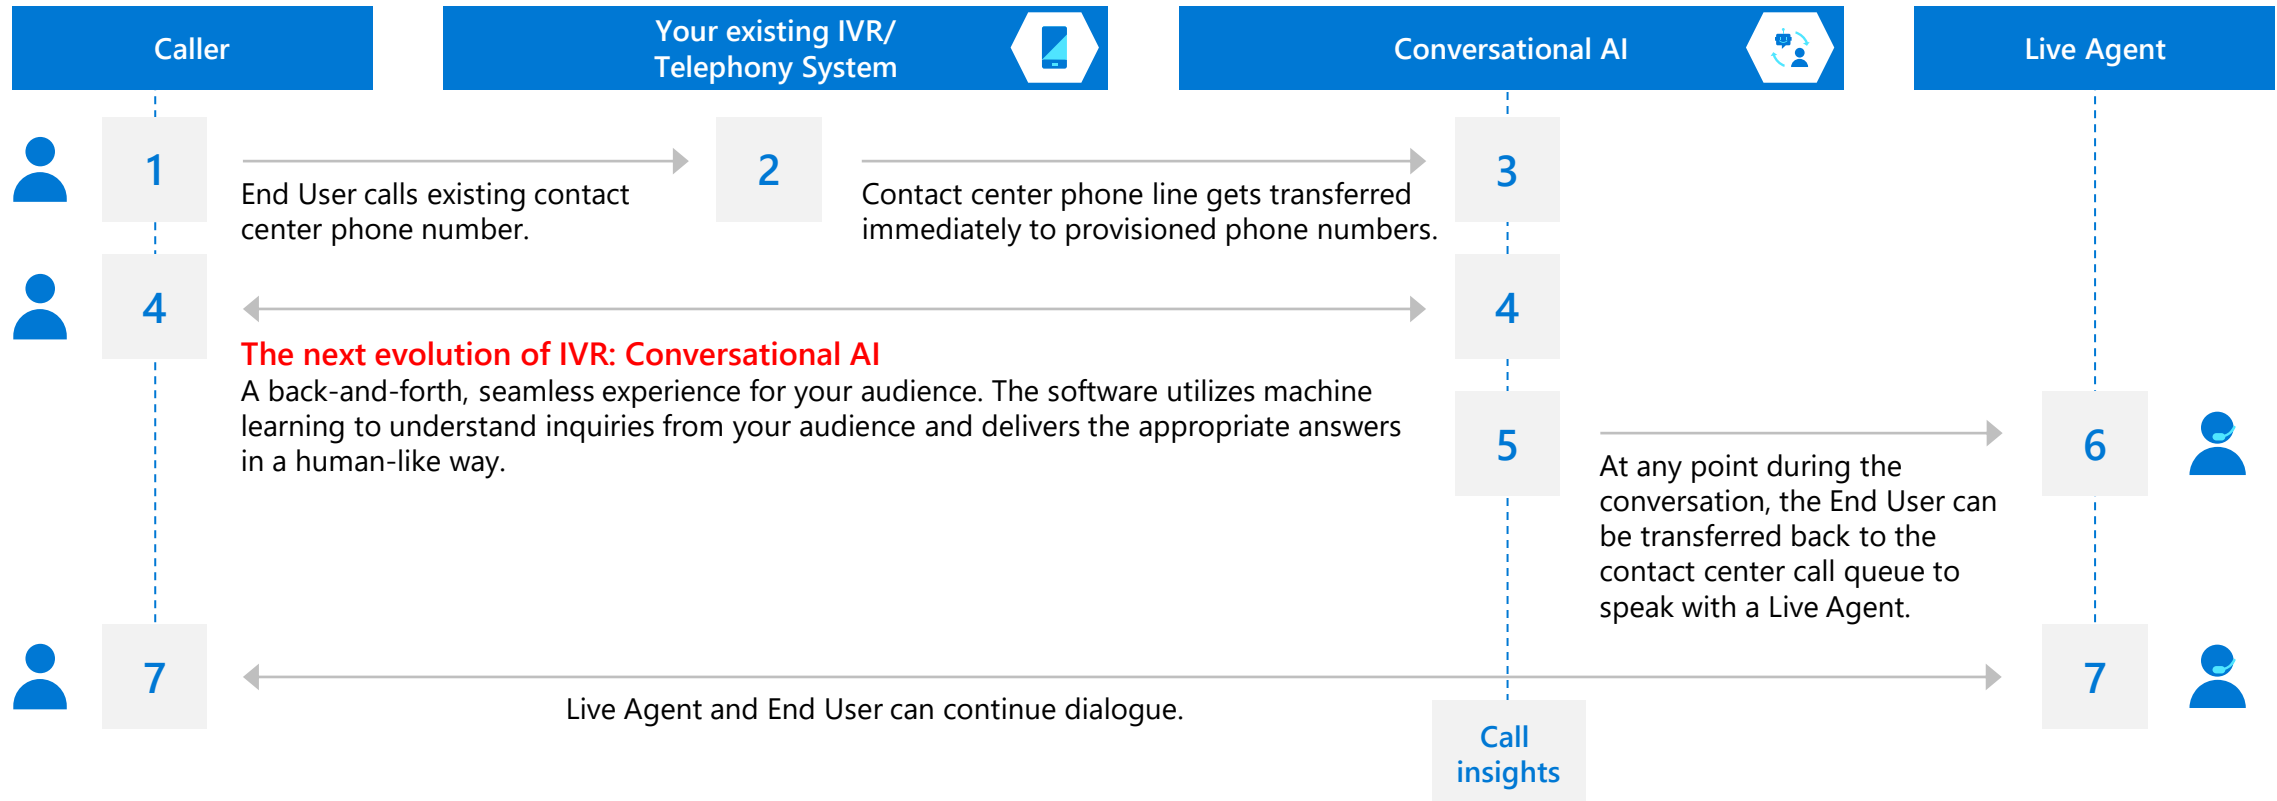 Caller
Your existing IVR/
Telephony System
Conversational AI
Live Agent
1
End User calls existing contact
center phone number.
2
Contact center phone line gets transferred
immediately to provisioned phone numbers.
3
4
The next evolution of IVR: Conversational AI
A back-and-forth, seamless experience for your audience. The software utilizes machine
learning to understand inquiries from your audience and delivers the appropriate answers
in a human-like way.
4
5
At any point during the
conversation, the End User can
be transferred back to the
contact center call queue to
speak with a Live Agent.
6
7
Live Agent and End User can continue dialogue.
7
Call
insights